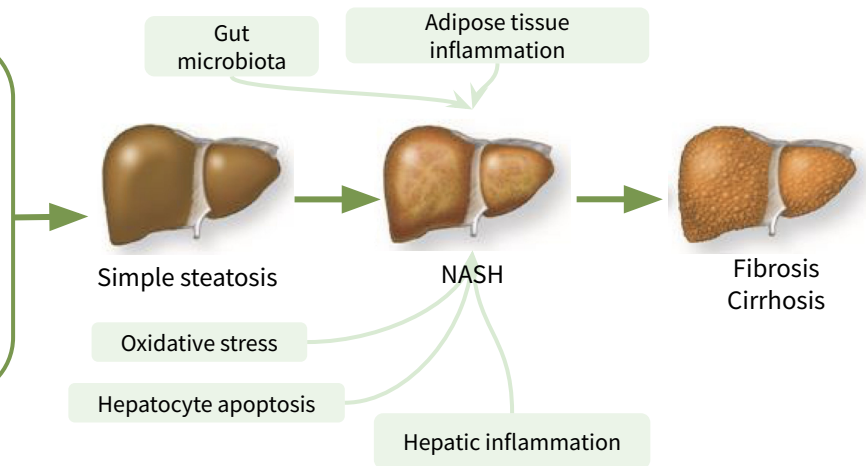 Gut
microbiota
Adipose tissue
inflammation
Simple steatosis
NASH
Fibrosis
Cirrhosis
Oxidative stress
Hepatocyte apoptosis
Hepatic inflammation